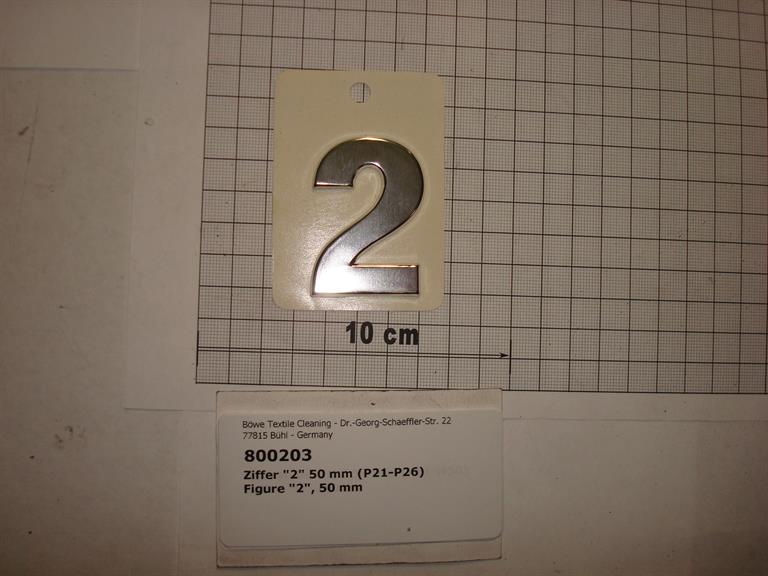 2
10 cm
Böwe Textile Cleaning - Dr.-Georg-Schaeffler-Str. 22
77815 Bühl - Germany
800203
Ziffer "2" 50 mm (P21-P26)
Figure "2", 50 mm